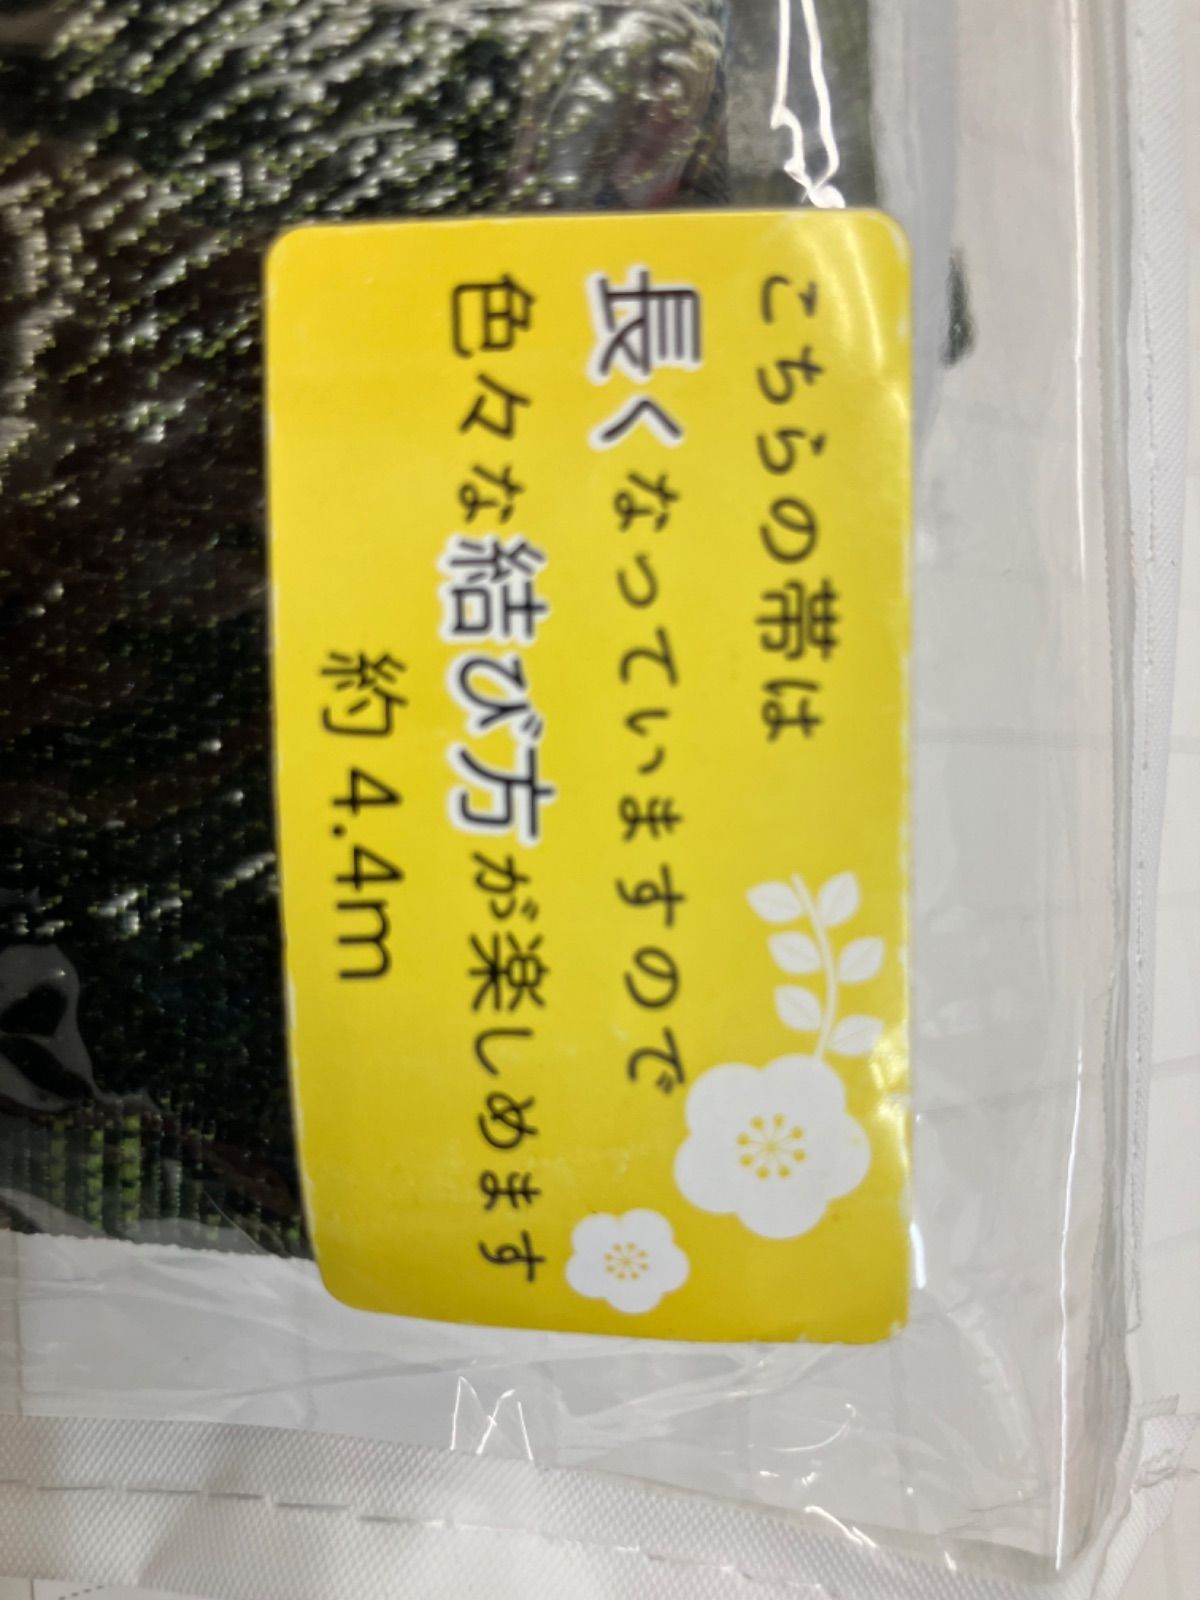 こちらの帯は
長くなっていますので
色々な結び方が楽しめます
約4.4m